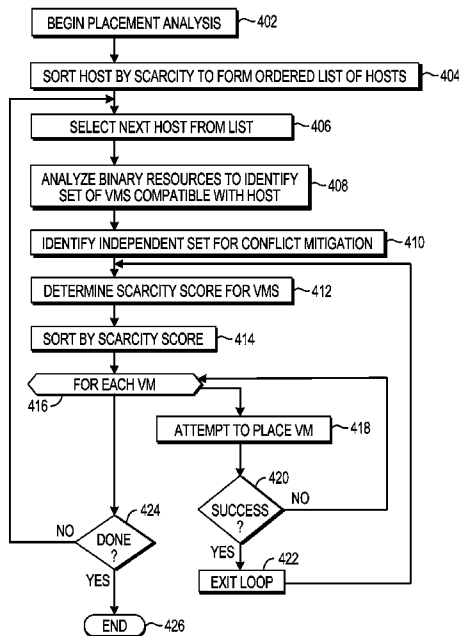 BEGIN PLACEMENT ANALYSIS 402
SORT HOST BY SCARCITY TO FORM ORDERED LIST OF HOSTS 404
SELECT NEXT HOST FROM LIST 406
ANALYZE BINARY RESOURCES TO IDENTIFY
SET OF VMS COMPATIBLE WITH HOST 408
IDENTIFY INDEPENDENT SET FOR CONFLICT MITIGATION 410
DETERMINE SCARCITY SCORE FOR VMS 412
SORT BY SCARCITY SCORE 414
FOR EACH VM
416
ATTEMPT TO PLACE VM 418
420
SUCCESS
?
NO
YES
422
EXIT LOOP
424
NO
DONE
?
YES
END 426